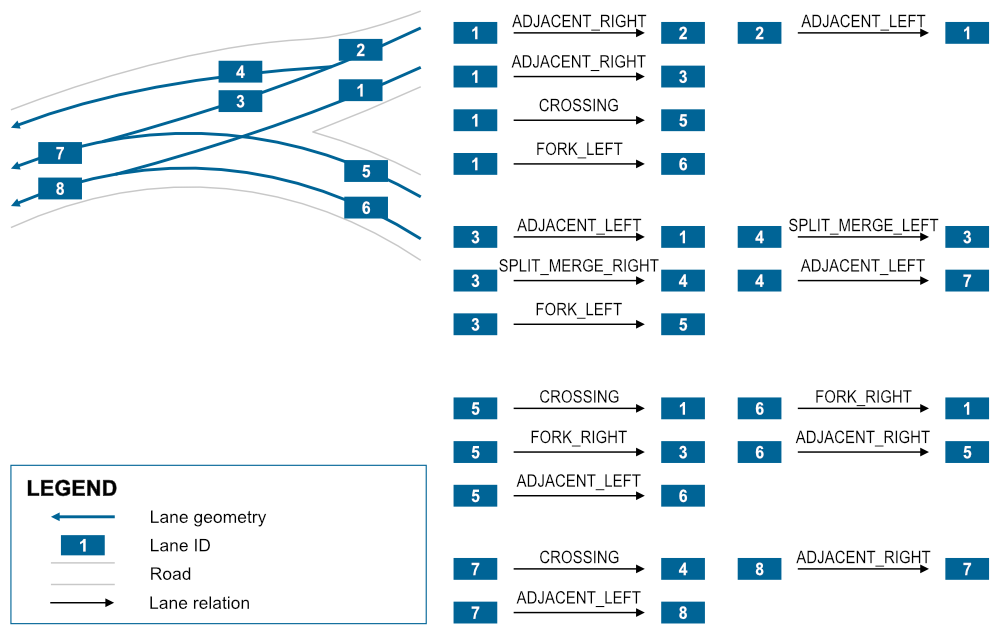 2
4
1
3
7
5
8
6
1 ADJACENT_RIGHT 2
2 ADJACENT_LEFT 1
1 ADJACENT_RIGHT 3
1 CROSSING 5
1 FORK_LEFT 6
3 ADJACENT_LEFT 1
4 SPLIT_MERGE_LEFT 3
3 SPLIT_MERGE_RIGHT 4
4 ADJACENT_LEFT 7
3 FORK_LEFT 5
5 CROSSING 1
6 FORK_RIGHT 1
5 FORK_RIGHT 3
6 ADJACENT_RIGHT 5
5 ADJACENT_LEFT 6
7 CROSSING 4
8 ADJACENT_RIGHT 7
7 ADJACENT_LEFT 8
LEGEND
Lane geometry
1 Lane ID
Road
Lane relation